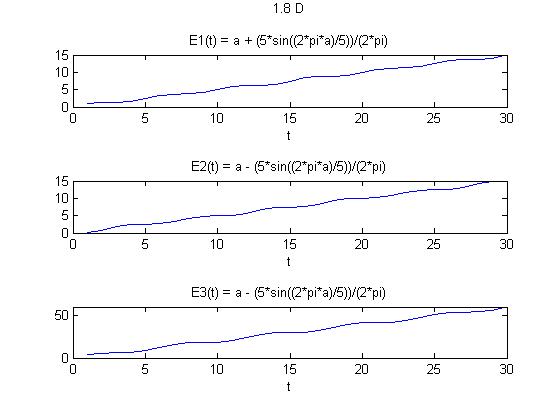 1.8 D
E1(t) = a + (5*sin((2*pi*a)/5))/(2*pi)
15
10
5
0
0 5 10 15 20 25 30
t
E2(t) = a - (5*sin((2*pi*a)/5))/(2*pi)
15
10
5
0
0 5 10 15 20 25 30
t
E3(t) = a - (5*sin((2*pi*a)/5))/(2*pi)
50
0
0 5 10 15 20 25 30
t